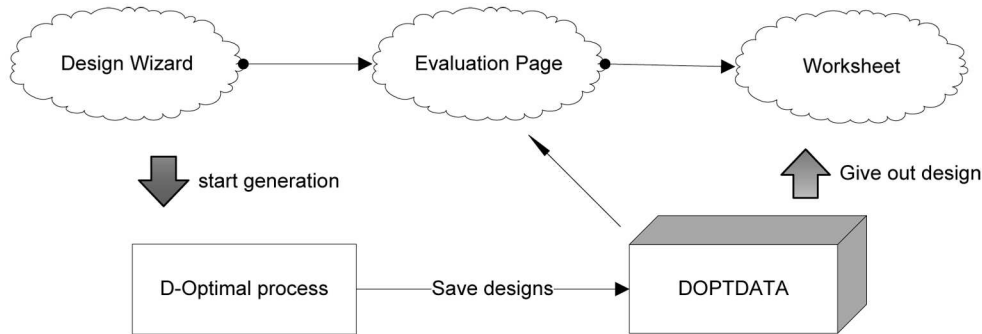 Design Wizard
Evaluation Page
Worksheet
start generation
Give out design
D-Optimal process
Save designs
DOPTDATA